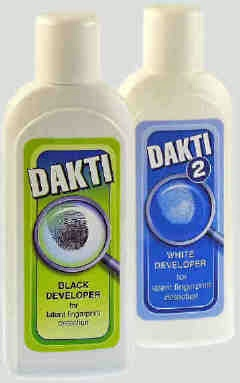 DAKTI
BLACK
DEVELOPER
for
latent fingerprint
detection
DAKTI
2
WHITE
DEVELOPER
for
latent fingerprint
detection